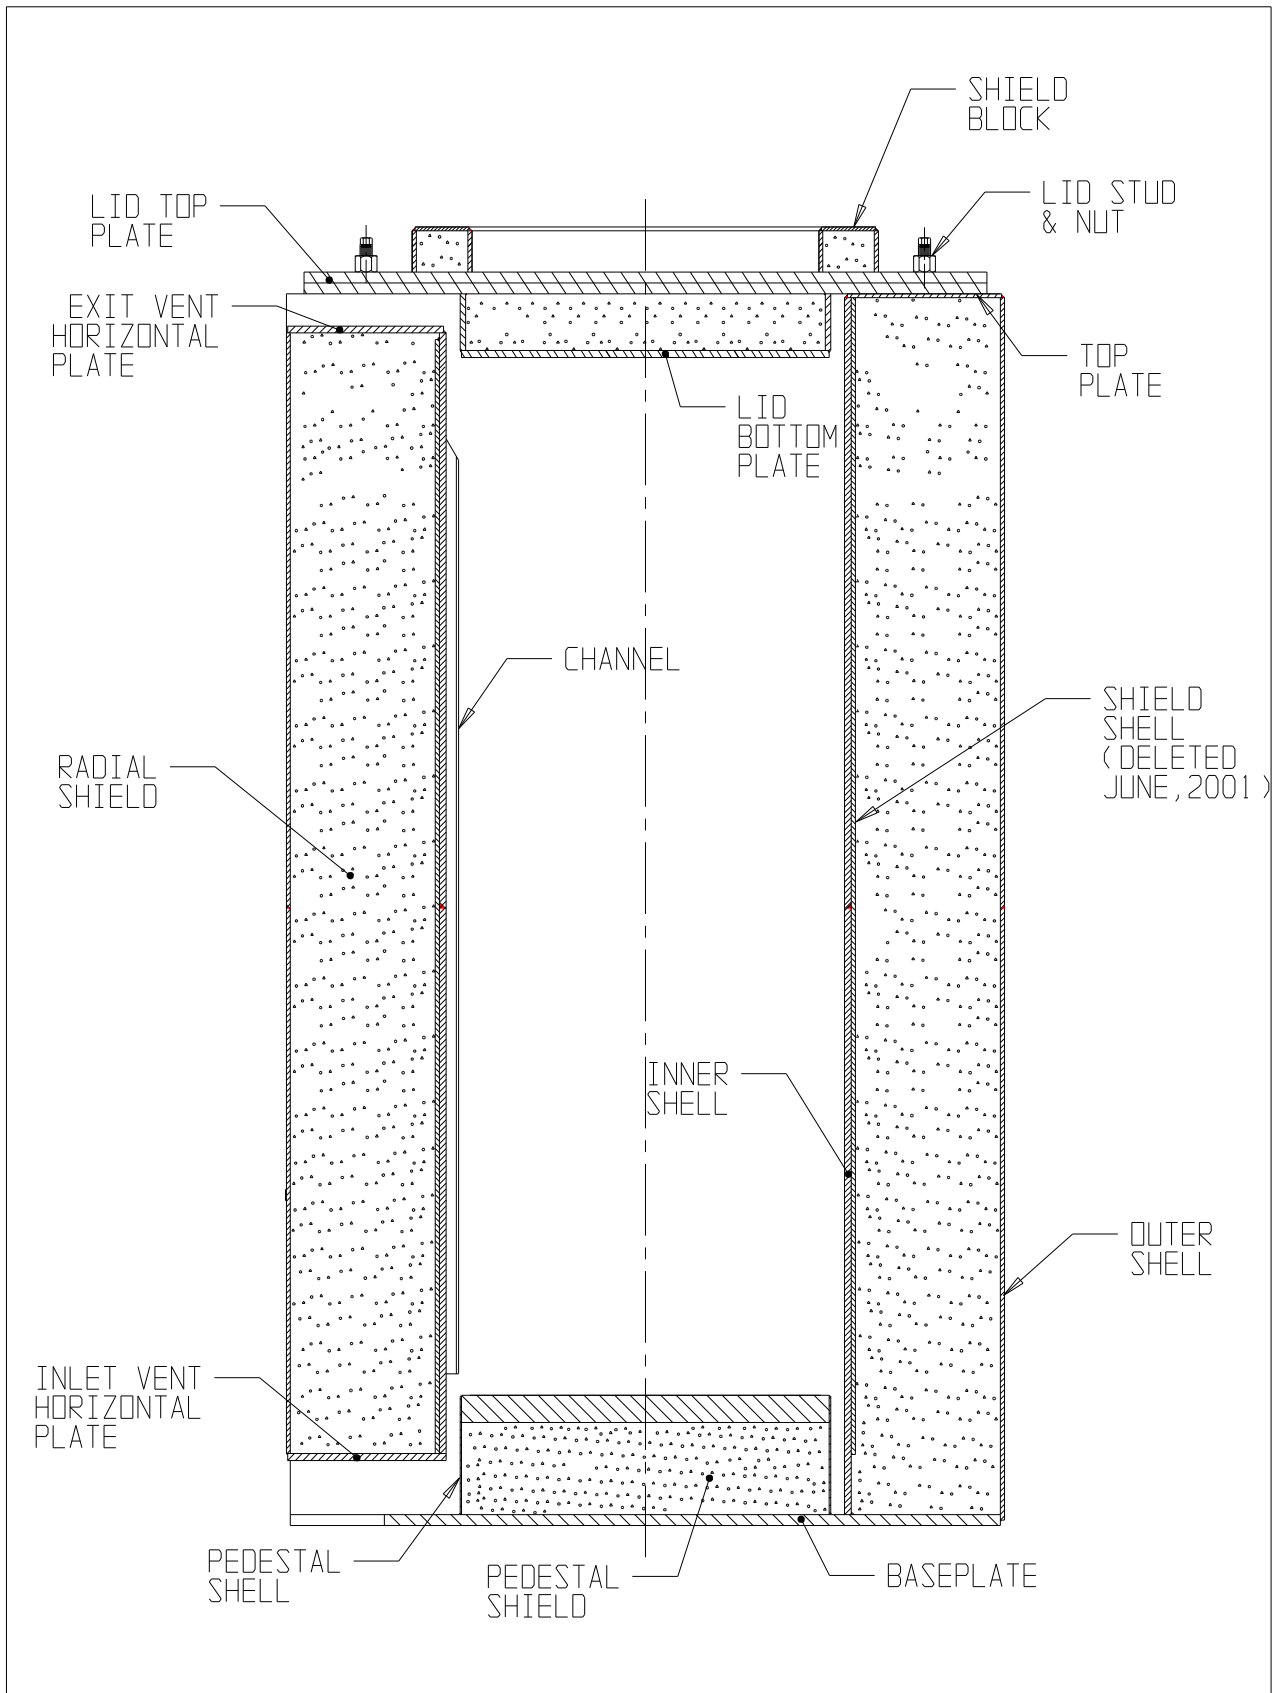 SHIELD
BLOCK
LID STUD
& NUT
LID TOP
PLATE
EXIT VENT
HORIZONTAL
PLATE
TOP
PLATE
LID
BOTTOM
PLATE
CHANNEL
SHIELD
SHELL
(DELETED
JUNE,2001)
RADIAL
SHIELD
INNER
SHELL
OUTER
SHELL
INLET VENT
HORIZONTAL
PLATE
PEDESTAL
SHELL
PEDESTAL
SHIELD
BASEPLATE